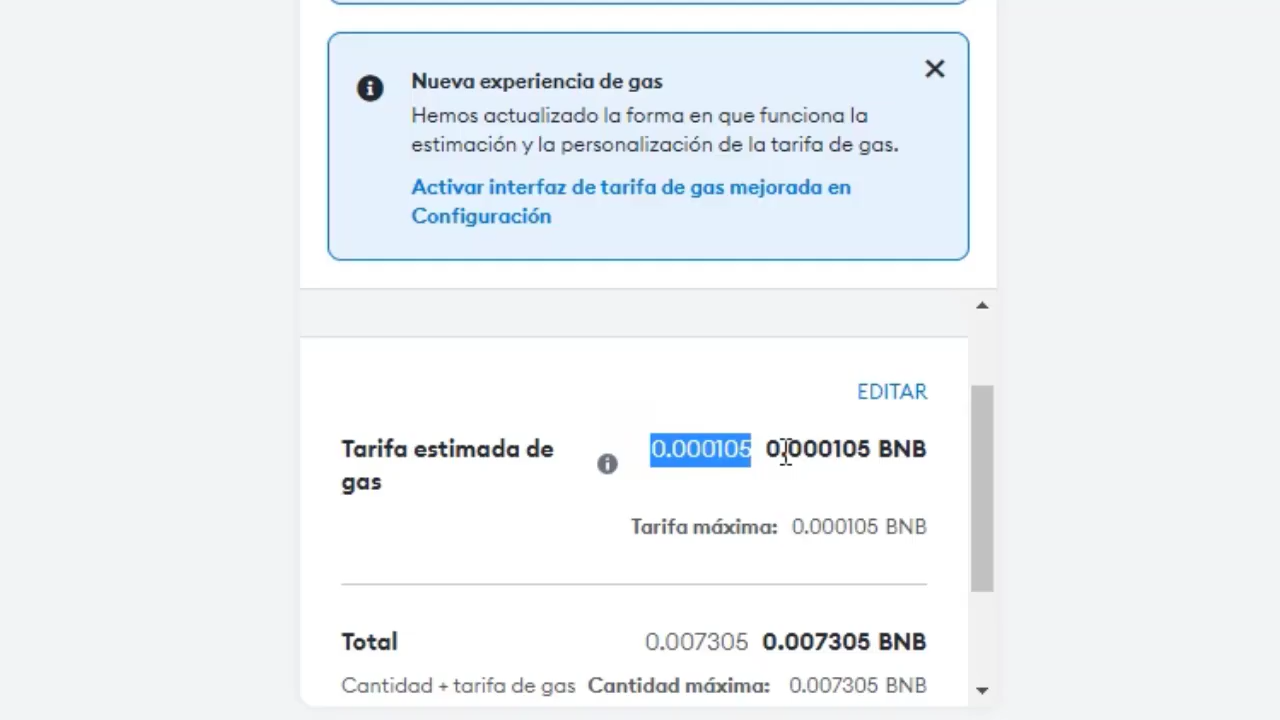 Nueva experiencia de gas
Hemos actualizado la forma en que funciona la
estimación y la personalización de la tarifa de gas.
Activar interfaz de tarifa de gas mejorada en
Configuración
EDITAR
Tarifa estimada de gas 0.000105 0.000105 BNB
Tarifa máxima: 0.000105 BNB
Total 0.007305 0.007305 BNB
Cantidad + tarifa de gas Cantidad máxima: 0.007305 BNB